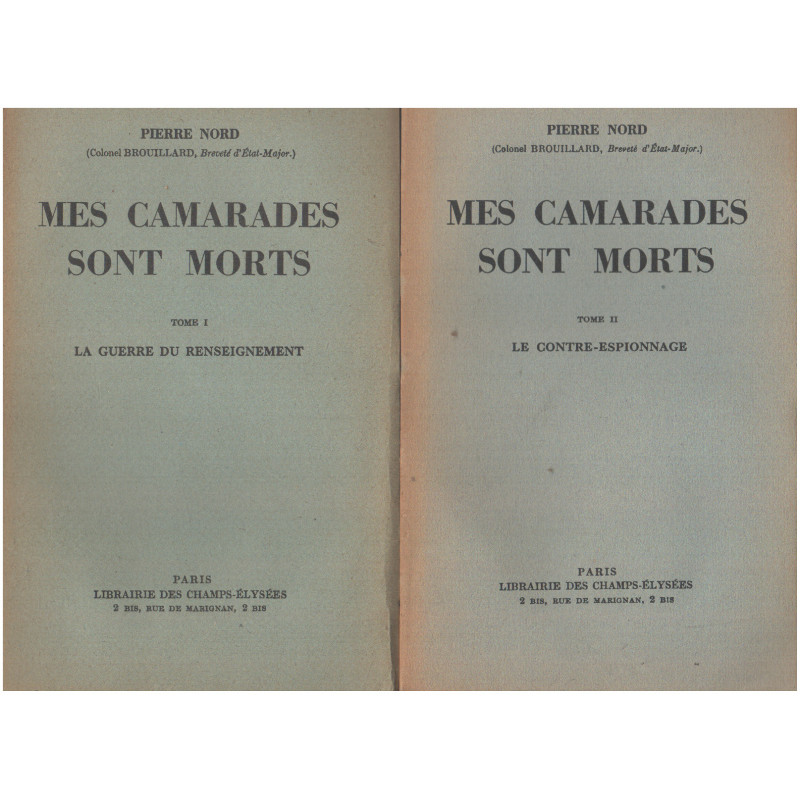 PIERRE NORD
(Colonel BROUILLARD, Breveté d'État-Major.)
MES CAMARADES
SONT MORTS
TOME I
LA GUERRE DU RENSEIGNEMENT
PARIS
LIBRAIRIE DES CHAMPS-ÉLYSÉES
2 BIS, RUE DE MARIGNAN, 2 BIS
PIERRE NORD
(Colonel BROUILLARD, Breveté d'État-Major.)
MES CAMARADES
SONT MORTS
TOME II
LE CONTRE-ESPIONNAGE
PARIS
LIBRAIRIE DES CHAMPS-ÉLYSÉES
2 BIS, RUE DE MARIGNAN, 2 BIS